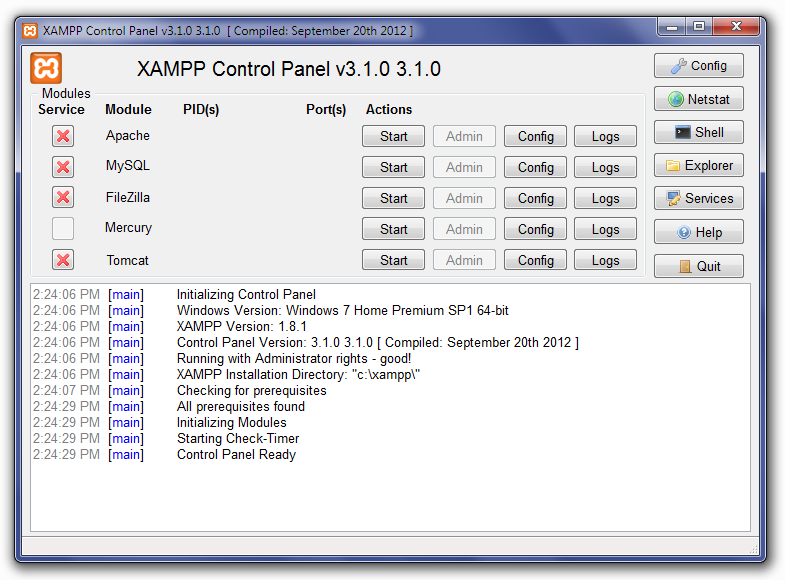 XAMPP Control Panel v3.1.0 3.1.0 [ Compiled: September 20th 2012 ]
XAMPP Control Panel v3.1.0 3.1.0
Config
Modules
Service Module PID(s) Port(s) Actions
Netstat
Apache Start Admin Config Logs
Shell
MySQL Start Admin Config Logs
Explorer
FileZilla Start Admin Config Logs
Services
Mercury Start Admin Config Logs
Help
Tomcat Start Admin Config Logs
Quit
2:24:06 PM [main] Initializing Control Panel
2:24:06 PM [main] Windows Version: Windows 7 Home Premium SP1 64-bit
2:24:06 PM [main] XAMPP Version: 1.8.1
2:24:06 PM [main] Control Panel Version: 3.1.0 3.1.0 [ Compiled: September 20th 2012 ]
2:24:06 PM [main] Running with Administrator rights - good!
2:24:06 PM [main] XAMPP Installation Directory: "c:\xampp\"
2:24:07 PM [main] Checking for prerequisites
2:24:29 PM [main] All prerequisites found
2:24:29 PM [main] Initializing Modules
2:24:29 PM [main] Starting Check-Timer
2:24:29 PM [main] Control Panel Ready